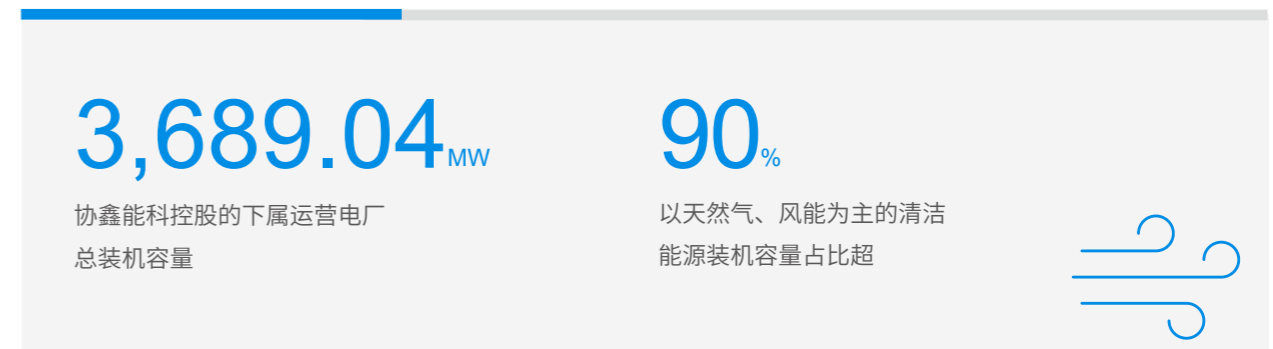 3,689.04MW
协鑫能科控股的下属运营电厂
总装机容量
90%
以天然气、风能为主的清洁
能源装机容量占比超